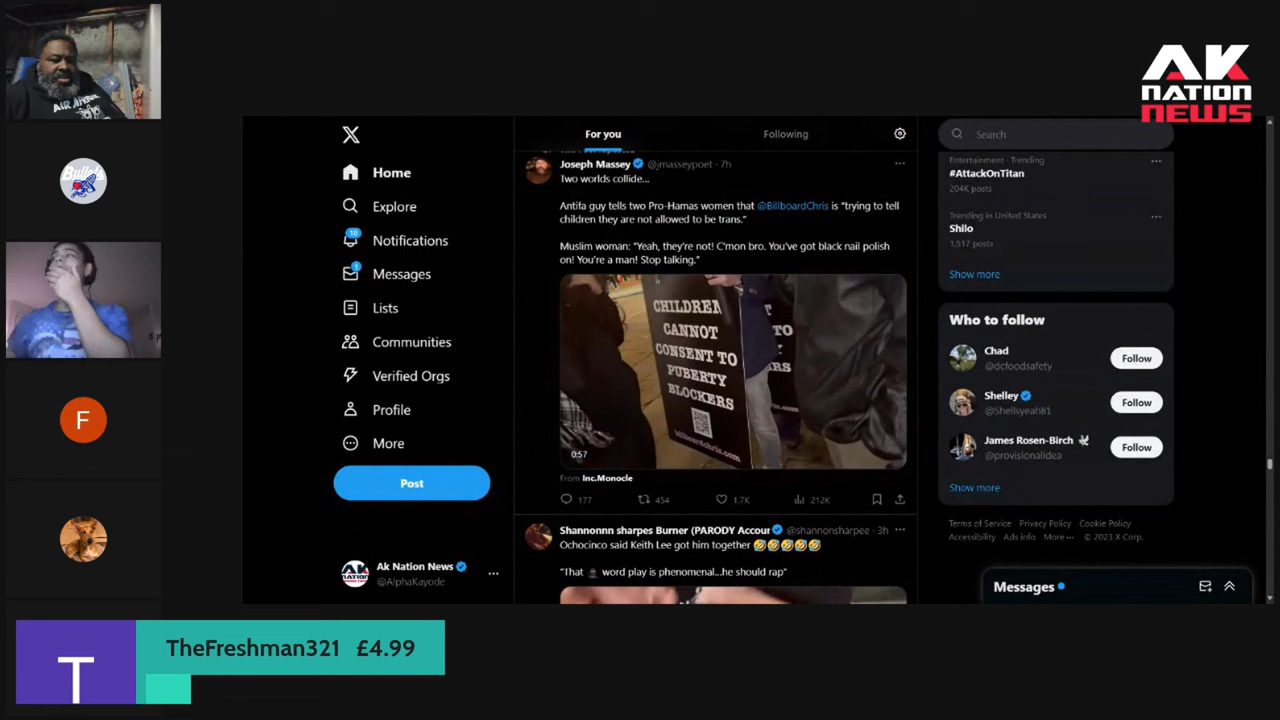 AK
NATION
NEWS
Bullets
F
Home
Explore
10
Notifications
1
Messages
Lists
Communities
Verified Orgs
Profile
More
Post
Ak Nation News
@AlphaKayode
For you
Following
Joseph Massey @jmasseypoet · 7h
Two worlds collide...
Antifa guy tells two Pro-Hamas women that @BillboardChris is “trying to tell
children they are not allowed to be trans.”
Muslim woman: “Yeah, they're not! C'mon bro. You've got black nail polish
on! You're a man! Stop talking.”
CHILDREN
CANNOT
CONSENT TO
PUBERTY
BLOCKERS
billboardchris.com
0:57
From Inc.Monocle
177
454
1.7K
212K
Shannonnn sharpes Burner (PARODY Accour @shannonsharpee · 3h
Ochocinco said Keith Lee got him together 🤣🤣🤣🤣🤣
"That word play is phenomenal...he should rap"
Search
Entertainment · Trending
#AttackOnTitan
204K posts
Trending in United States
Shilo
1,517 posts
Show more
Who to follow
Chad
@dcfoodsafety
Follow
Shelley
@Shellsyeah81
Follow
James Rosen-Birch
@provisionalidea
Follow
Show more
Terms of Service Privacy Policy Cookie Policy
Accessibility Ads info More ··· © 2023 X Corp.
Messages
T
TheFreshman321 £4.99